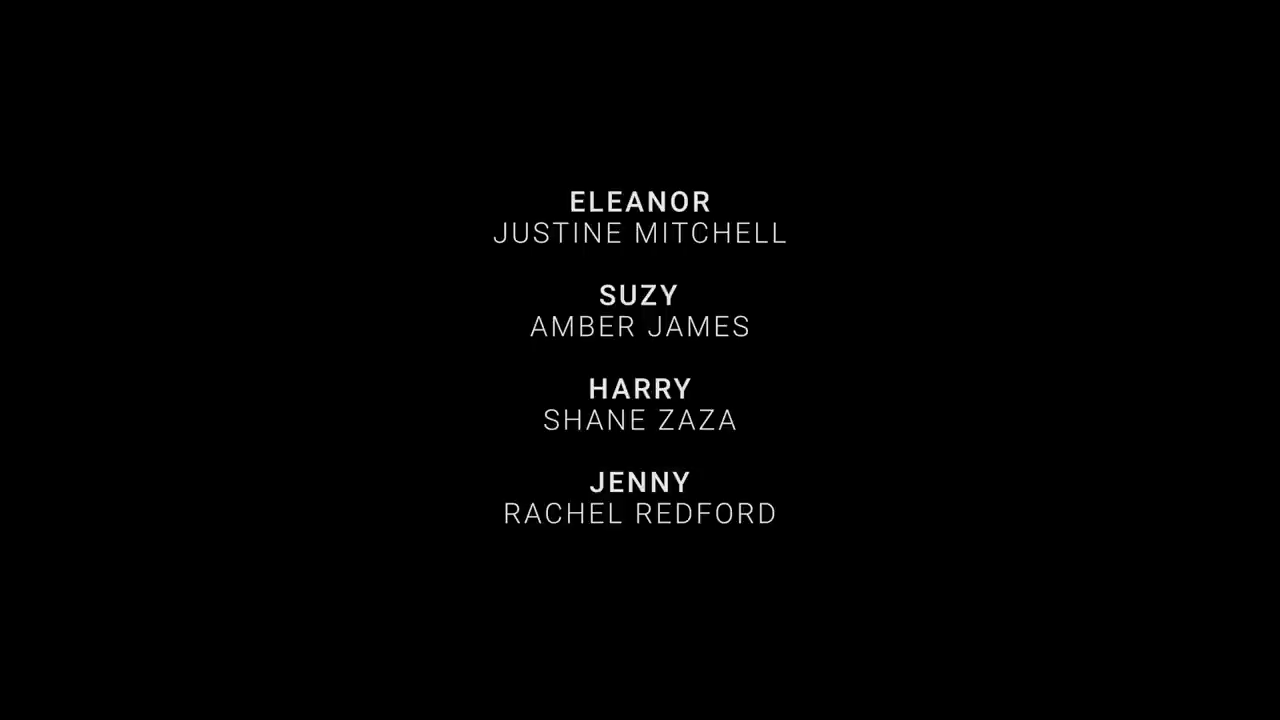 ELEANOR
JUSTINE MITCHELL
SUZY
AMBER JAMES
HARRY
SHANE ZAZA
JENNY
RACHEL REDFORD